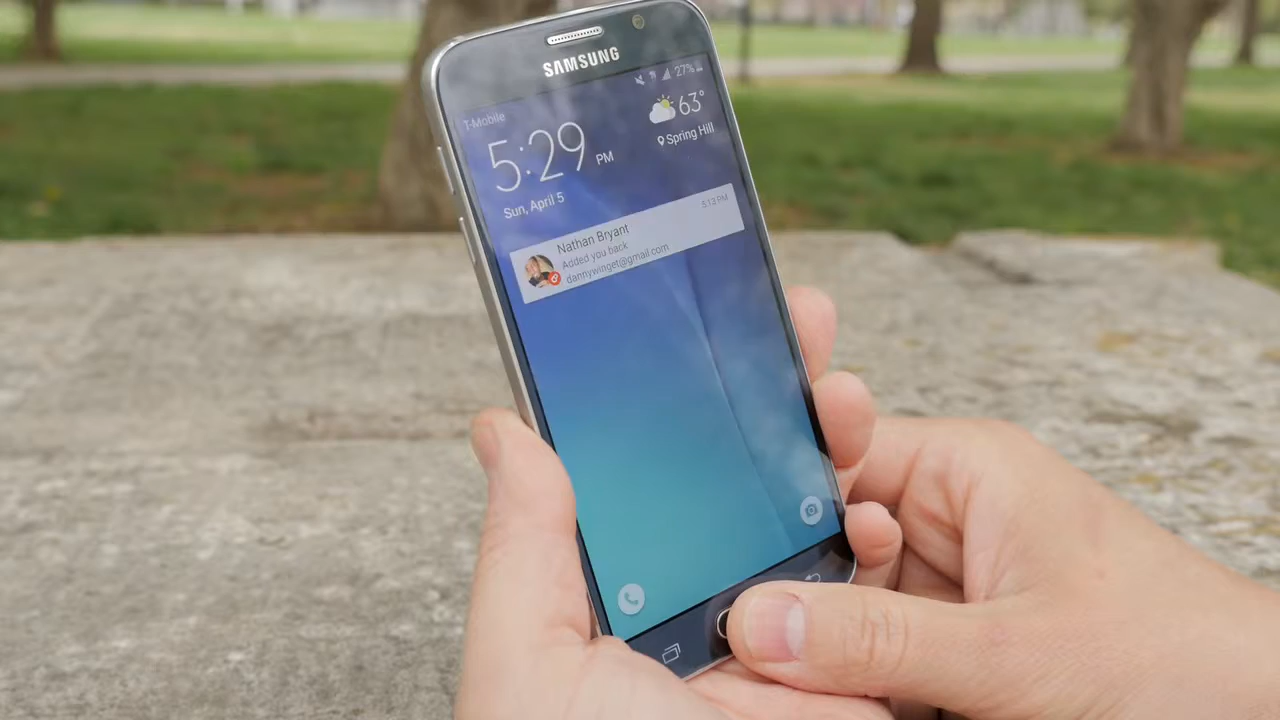 SAMSUNG
27%
T-Mobile
63°
5:29 PM
Spring Hill
Sun, April 5
5:13 PM
Nathan Bryant
Added you back
dannywinget@gmail.com